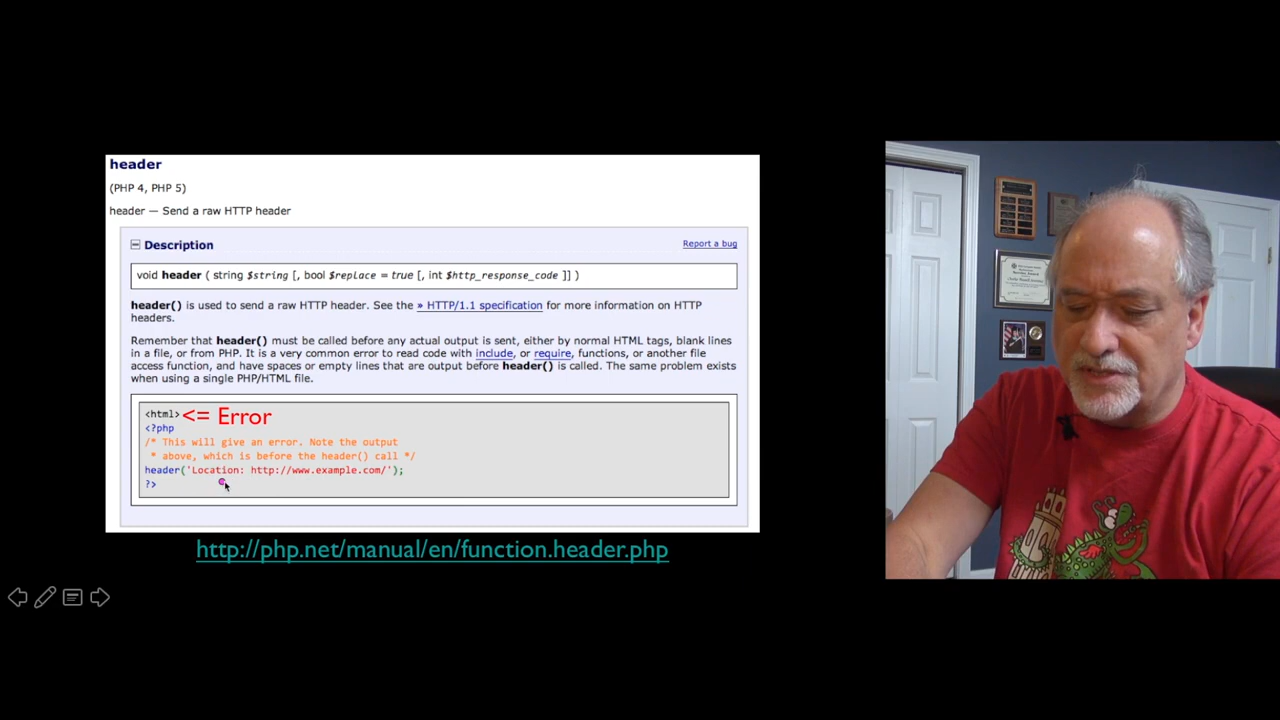 header
(PHP 4, PHP 5)
header — Send a raw HTTP header
Description
Report a bug
void header ( string $string [, bool $replace = true [, int $http_response_code ]] )
header() is used to send a raw HTTP header. See the » HTTP/1.1 specification for more information on HTTP
headers.
Remember that header() must be called before any actual output is sent, either by normal HTML tags, blank lines
in a file, or from PHP. It is a very common error to read code with include, or require, functions, or another file
access function, and have spaces or empty lines that are output before header() is called. The same problem exists
when using a single PHP/HTML file.
<html> <= Error
<?php
/* This will give an error. Note the output
* above, which is before the header() call */
header('Location: http://www.example.com/');
?>
http://php.net/manual/en/function.header.php